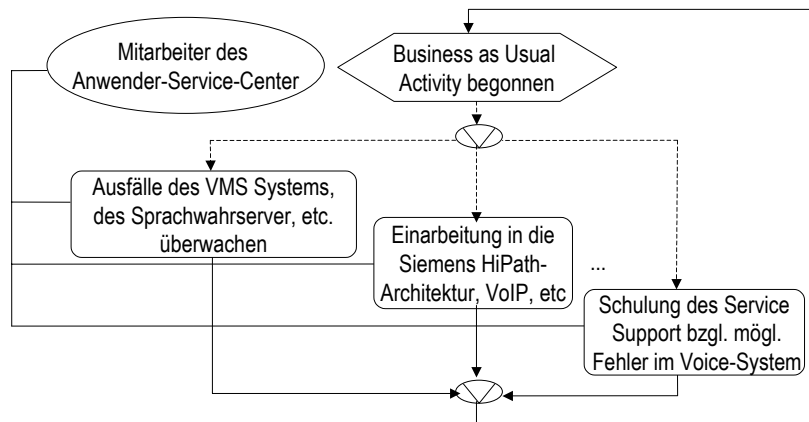 Mitarbeiter des
Anwender-Service-Center
Business as Usual
Activity begonnen
Ausfälle des VMS Systems,
des Sprachwahrserver, etc.
überwachen
Einarbeitung in die
Siemens HiPath-
Architektur, VoIP, etc
...
Schulung des Service
Support bzgl. mögl.
Fehler im Voice-System